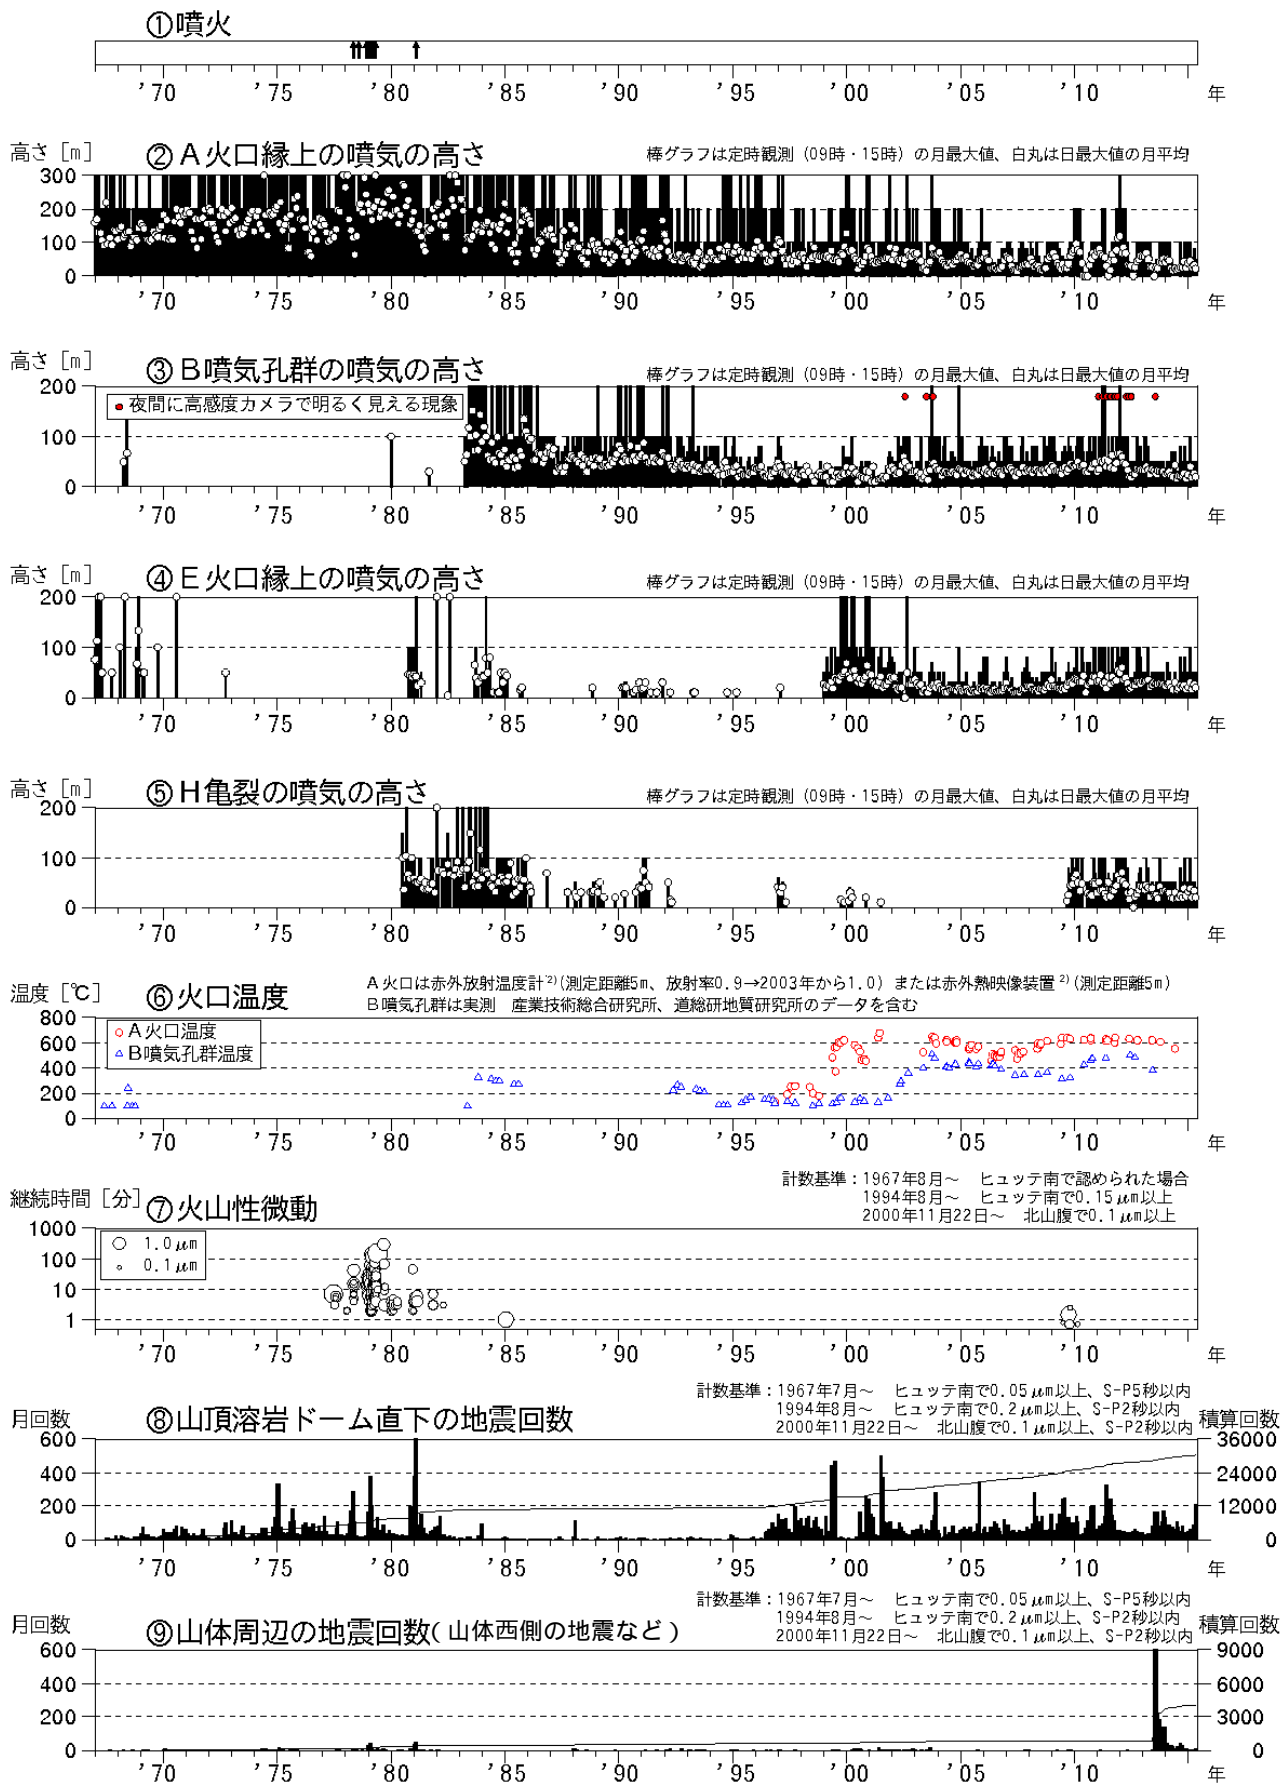 ①噴火
'70 '75 '80 '85 '90 '95 '00 '05 '10 年
高さ [m] ②A火口縁上の噴気の高さ 棒グラフは定時観測 (09時・15時) の月最大値、白丸は日最大値の月平均
300
200
100
0
'70 '75 '80 '85 '90 '95 '00 '05 '10 年
高さ [m] ③B噴気孔群の噴気の高さ 棒グラフは定時観測 (09時・15時) の月最大値、白丸は日最大値の月平均
200
夜間に高感度カメラで明るく見える現象
100
0
'70 '75 '80 '85 '90 '95 '00 '05 '10 年
高さ [m] ④E火口縁上の噴気の高さ 棒グラフは定時観測 (09時・15時) の月最大値、白丸は日最大値の月平均
200
100
0
'70 '75 '80 '85 '90 '95 '00 '05 '10 年
高さ [m] ⑤H亀裂の噴気の高さ 棒グラフは定時観測 (09時・15時) の月最大値、白丸は日最大値の月平均
200
100
0
'70 '75 '80 '85 '90 '95 '00 '05 '10 年
温度 [℃] ⑥火口温度 A火口は赤外放射温度計²⁾(測定距離5m、放射率0.9→2003年から1.0) または赤外熱映像装置²⁾(測定距離5m)
B噴気孔群は実測 産業技術総合研究所、道総研地質研究所のデータを含む
800
A火口温度
600
B噴気孔群温度
400
200
0
'70 '75 '80 '85 '90 '95 '00 '05 '10 年
計数基準：1967年8月～ ヒュッテ南で認められた場合
1994年8月～ ヒュッテ南で0.15μm以上
2000年11月22日～ 北山腹で0.1μm以上
継続時間 [分] ⑦火山性微動
1000
1.0μm
100
0.1μm
10
1
'70 '75 '80 '85 '90 '95 '00 '05 '10 年
計数基準：1967年7月～ ヒュッテ南で0.05μm以上、S-P5秒以内
1994年8月～ ヒュッテ南で0.2μm以上、S-P2秒以内
2000年11月22日～ 北山腹で0.1μm以上、S-P2秒以内
月回数 ⑧山頂溶岩ドーム直下の地震回数 積算回数
600 36000
400 24000
200 12000
0 0
'70 '75 '80 '85 '90 '95 '00 '05 '10 年
計数基準：1967年7月～ ヒュッテ南で0.05μm以上、S-P5秒以内
1994年8月～ ヒュッテ南で0.2μm以上、S-P2秒以内
2000年11月22日～ 北山腹で0.1μm以上、S-P2秒以内
月回数 ⑨山体周辺の地震回数(山体西側の地震など) 積算回数
600 9000
400 6000
200 3000
0 0
'70 '75 '80 '85 '90 '95 '00 '05 '10 年